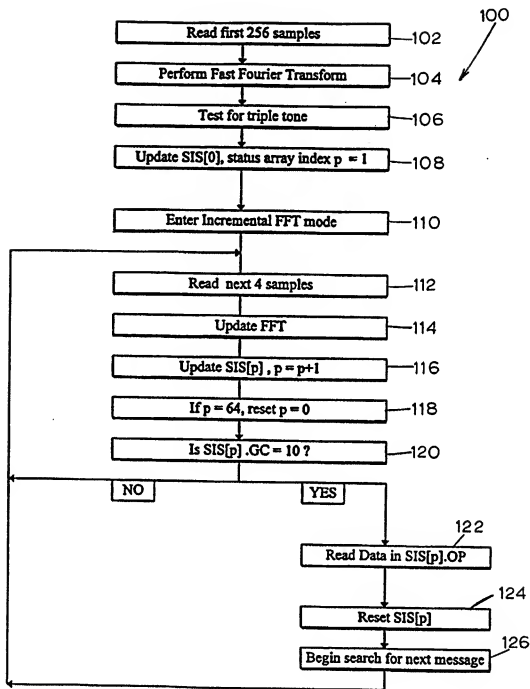 100
Read first 256 samples
102
Perform Fast Fourier Transform
104
Test for triple tone
106
Update SIS[0], status array index p = 1
108
Enter Incremental FFT mode
110
Read next 4 samples
112
Update FFT
114
Update SIS[p] , p = p+1
116
If p = 64, reset p = 0
118
Is SIS[p] .GC = 10 ?
120
NO
YES
122
Read Data in SIS[p].OP
124
Reset SIS[p]
126
Begin search for next message